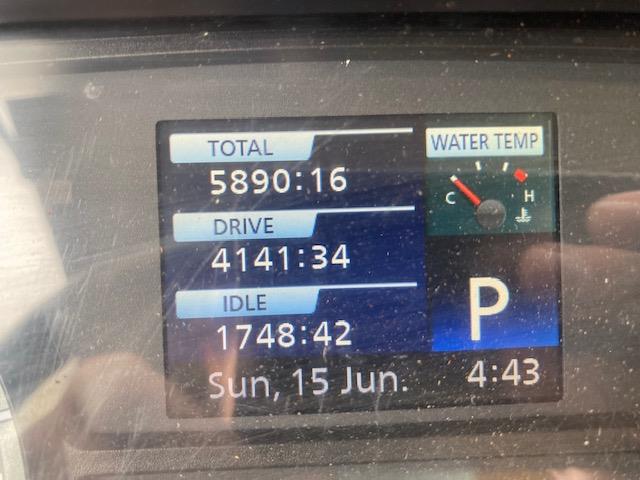 TOTAL
5890:16
DRIVE
4141:34
IDLE
1748:42
WATER TEMP
C
H
P
Sun, 15 Jun.
4:43